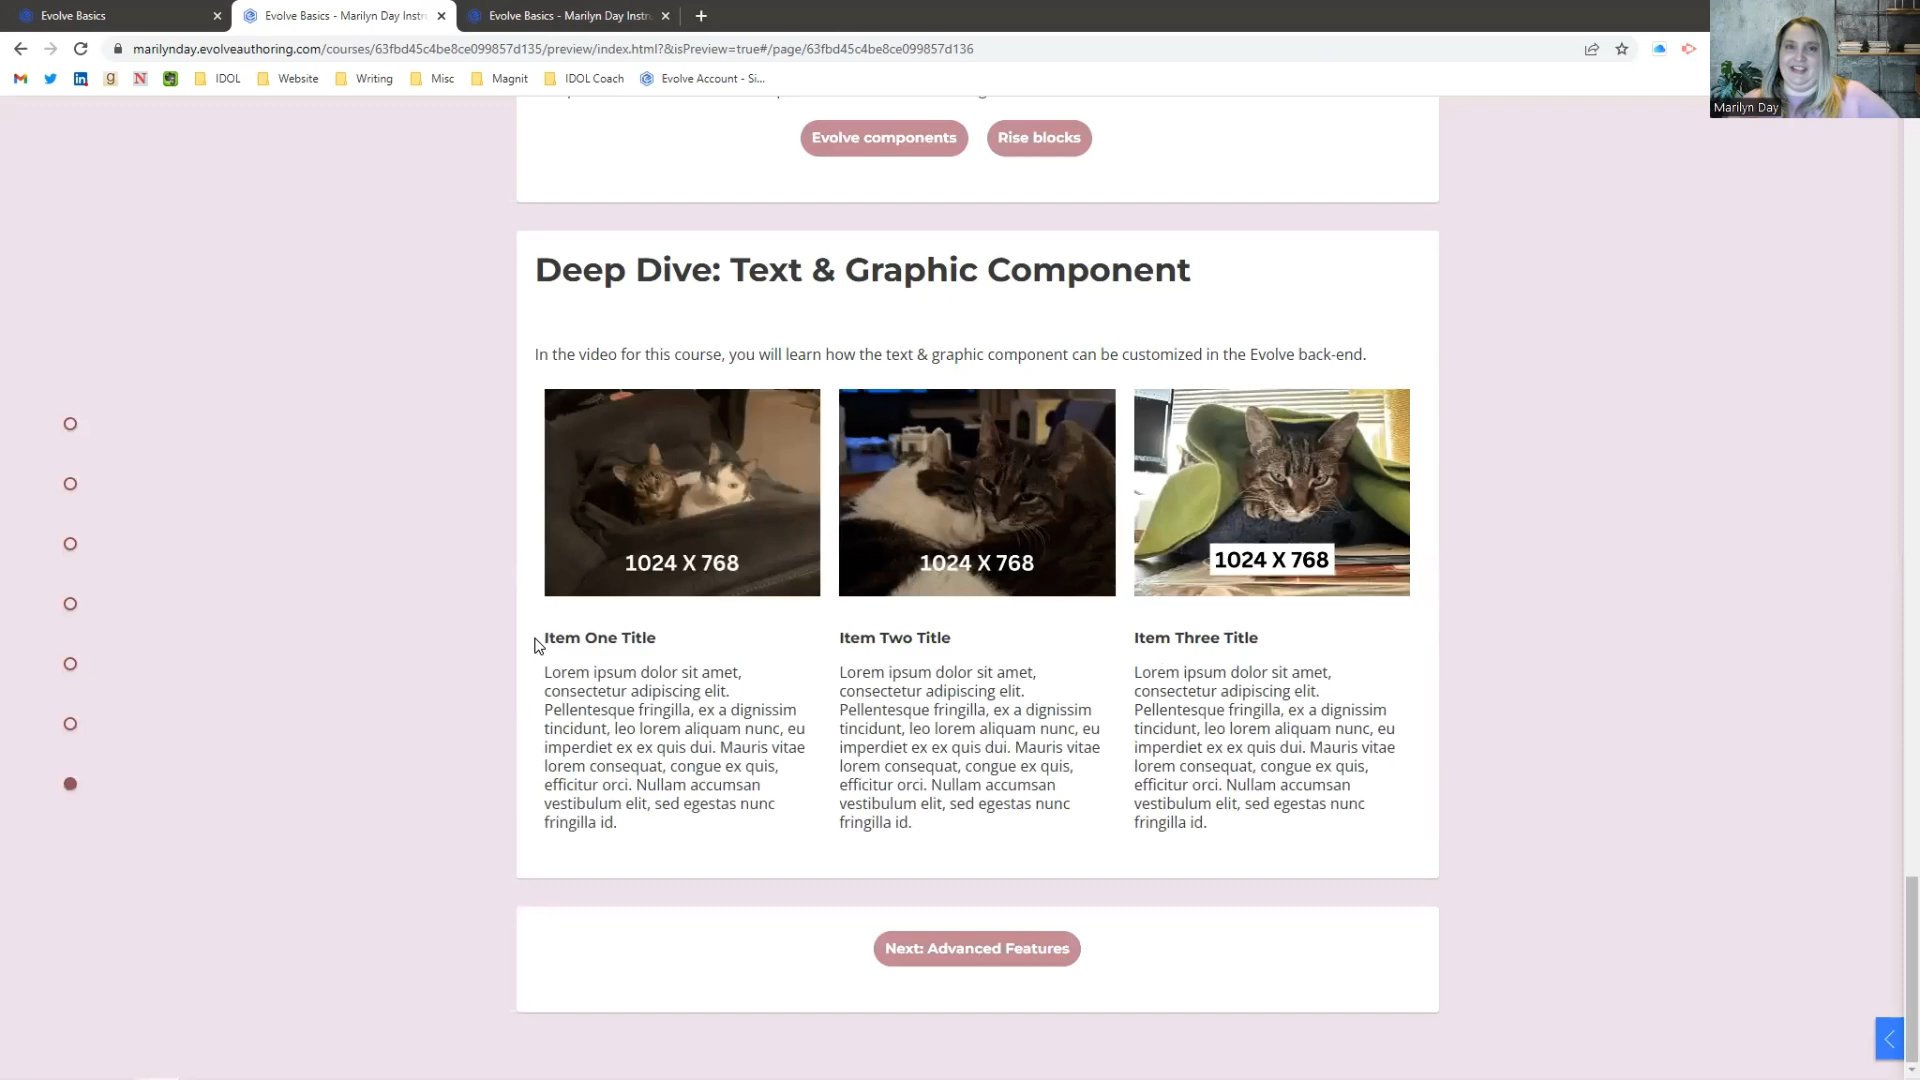 Evolve Basics
Evolve Basics - Marilyn Day Instr
Evolve Basics - Marilyn Day Instru
marilynday.evolveauthoring.com/courses/63fbd45c4be8ce099857d135/preview/index.html?&isPreview=true#/page/63fbd45c4be8ce099857d136
IDOL
Website
Writing
Misc
Magnit
IDOL Coach
Evolve Account - Si...
Marilyn Day
Evolve components
Rise blocks
Deep Dive: Text & Graphic Component
In the video for this course, you will learn how the text & graphic component can be customized in the Evolve back-end.
1024 X 768
1024 X 768
1024 X 768
Item One Title
Lorem ipsum dolor sit amet,
consectetur adipiscing elit.
Pellentesque fringilla, ex a dignissim
tincidunt, leo lorem aliquam nunc, eu
imperdiet ex ex quis dui. Mauris vitae
lorem consequat, congue ex quis,
efficitur orci. Nullam accumsan
vestibulum elit, sed egestas nunc
fringilla id.
Item Two Title
Lorem ipsum dolor sit amet,
consectetur adipiscing elit.
Pellentesque fringilla, ex a dignissim
tincidunt, leo lorem aliquam nunc, eu
imperdiet ex ex quis dui. Mauris vitae
lorem consequat, congue ex quis,
efficitur orci. Nullam accumsan
vestibulum elit, sed egestas nunc
fringilla id.
Item Three Title
Lorem ipsum dolor sit amet,
consectetur adipiscing elit.
Pellentesque fringilla, ex a dignissim
tincidunt, leo lorem aliquam nunc, eu
imperdiet ex ex quis dui. Mauris vitae
lorem consequat, congue ex quis,
efficitur orci. Nullam accumsan
vestibulum elit, sed egestas nunc
fringilla id.
Next: Advanced Features